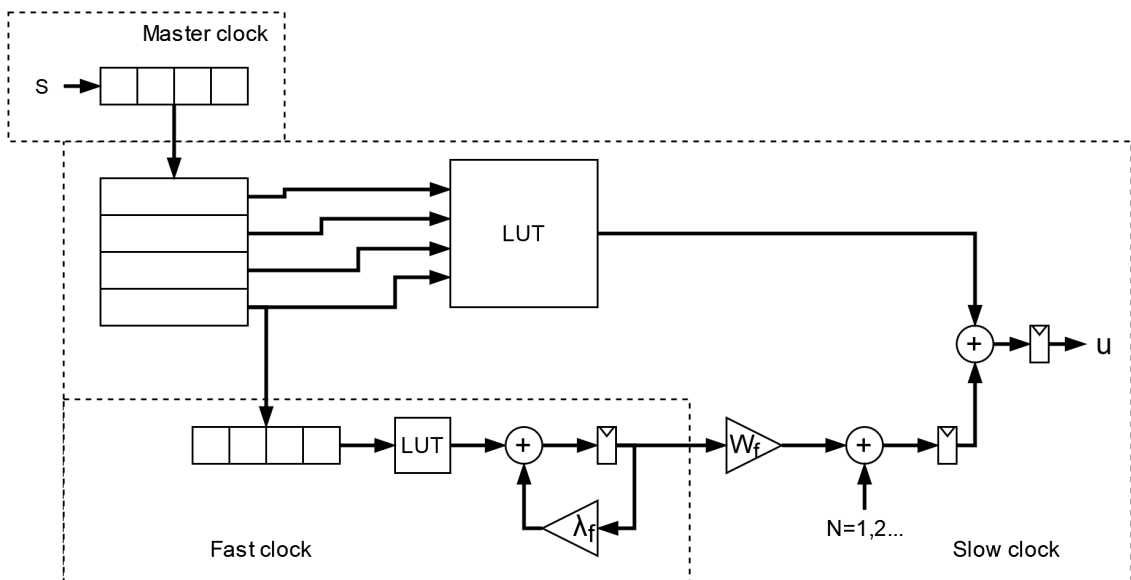 Master clock
S
LUT
+
u
LUT
+
W_f
+
λ_f
N=1,2...
Fast clock
Slow clock